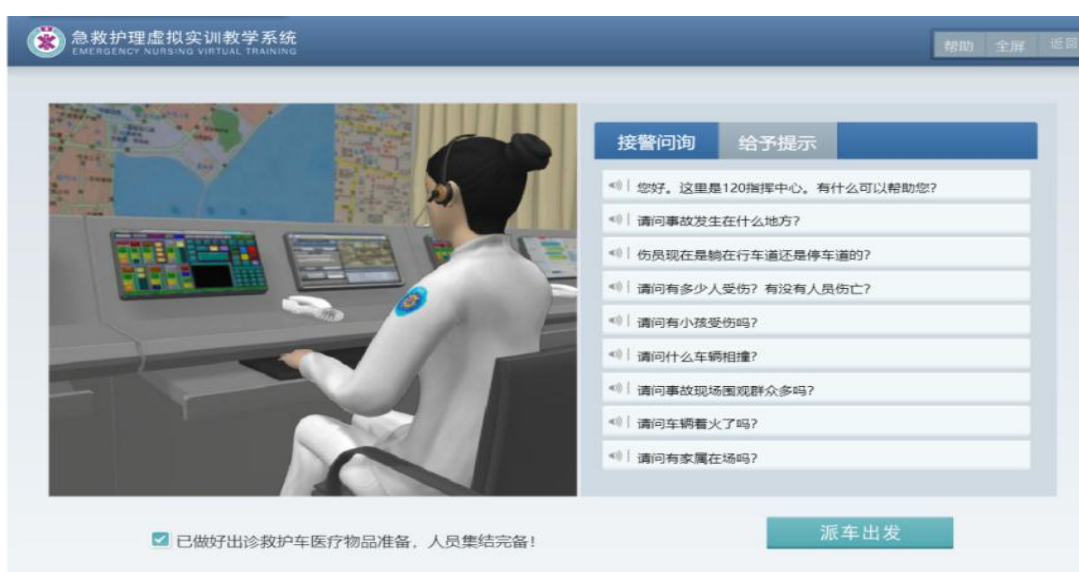 急救护理虚拟实训教学系统
EMERGENCY NURSING VIRTUAL TRAINING
帮助 全屏 返回
接警问询 给予提示
您好。这里是120指挥中心。有什么可以帮助您?
请问事故发生在什么地方?
伤员现在是躺在行车道还是停车道的?
请问有多少人受伤?有没有人员伤亡?
请问有小孩受伤吗?
请问什么车辆相撞?
请问事故现场围观群众多吗?
请问车辆着火了吗?
请问有家属在场吗?
已做好出诊救护车医疗物品准备,人员集结完备!
派车出发